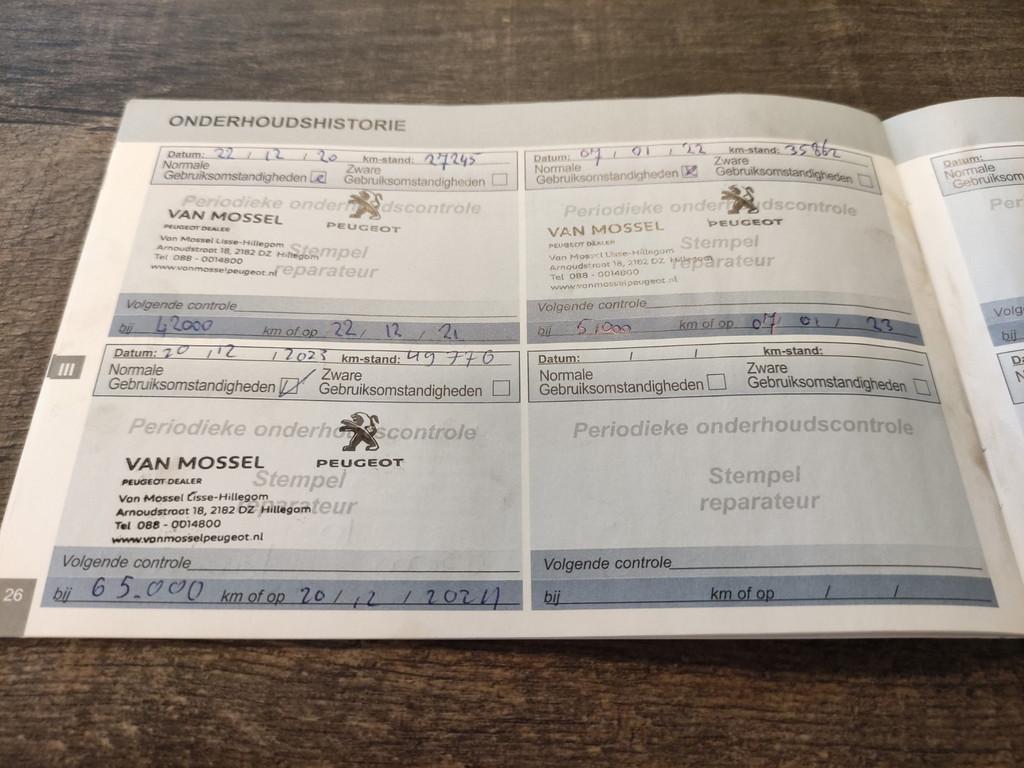 ONDERHOUDSHISTORIE
Datum: 22 / 12 / 20 km-stand: 27245
Normale Gebruiksomstandigheden
Zware Gebruiksomstandigheden
Periodieke onderhoudscontrole
VAN MOSSEL
PEUGEOT DEALER
PEUGEOT
Van Mossel Lisse-Hillegom
Arnoudstraat 18, 2182 DZ Hillegom
Tel 088 - 0014800
www.vanmosselpeugeot.nl
Stempel
reparateur
Volgende controle
bij 42000 km of op 22 / 12 / 21
Datum: 07 / 01 / 22 km-stand: 35862
Normale Gebruiksomstandigheden
Zware Gebruiksomstandigheden
Periodieke onderhoudscontrole
VAN MOSSEL
PEUGEOT DEALER
PEUGEOT
Van Mossel Lisse-Hillegom
Arnoudstraat 18, 2182 DZ Hillegom
Tel 088 - 0014800
www.vanmosselpeugeot.nl
Stempel
reparateur
Volgende controle
bij 51000 km of op 07 / 01 / 23
III
Datum: 20 / 12 / 2023 km-stand: 49776
Normale Gebruiksomstandigheden
Zware Gebruiksomstandigheden
Periodieke onderhoudscontrole
VAN MOSSEL
PEUGEOT DEALER
PEUGEOT
Van Mossel Lisse-Hillegom
Arnoudstraat 18, 2182 DZ Hillegom
Tel 088 - 0014800
www.vanmosselpeugeot.nl
Stempel
reparateur
Volgende controle
bij 65.000 km of op 20 / 12 / 2024
Datum: / / km-stand:
Normale Gebruiksomstandigheden
Zware Gebruiksomstandigheden
Periodieke onderhoudscontrole
Stempel
reparateur
Volgende controle
bij km of op / /
26
Datum:
Normale